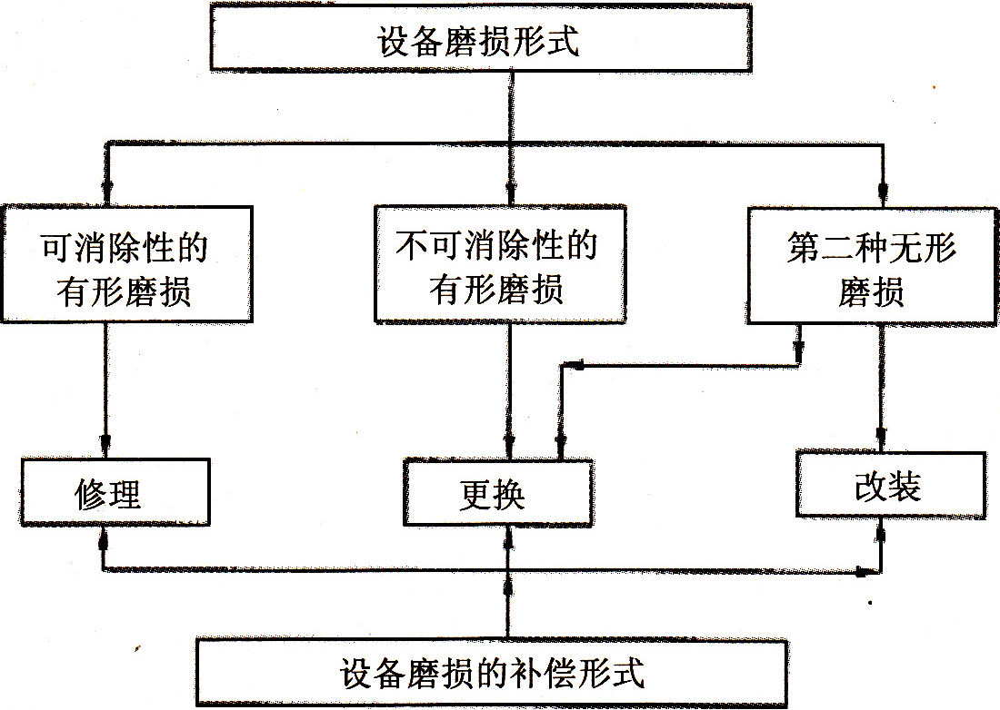 设备磨损形式
可消除性的
有形磨损
不可消除性的
有形磨损
第二种无形
磨损
修理
更换
改装
设备磨损的补偿形式